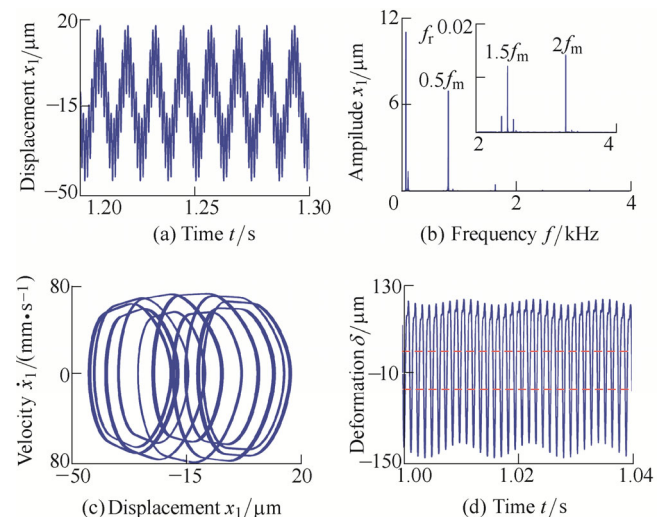 20
−15
−50
Displacement x₁/μm
1.20
1.25
1.30
(a) Time t/s
12
6
0
Ampilude x₁/μm
fᵣ
0.5fₘ
0.02
1.5fₘ
2fₘ
2
4
0
2
4
(b) Frequency f/kHz
80
0
80
Velocity ẋ₁/(mm•s⁻¹)
−50
−15
20
(c) Displacement x₁/μm
130
−10
−150
Deformation δ/μm
1.00
1.02
1.04
(d) Time t/s